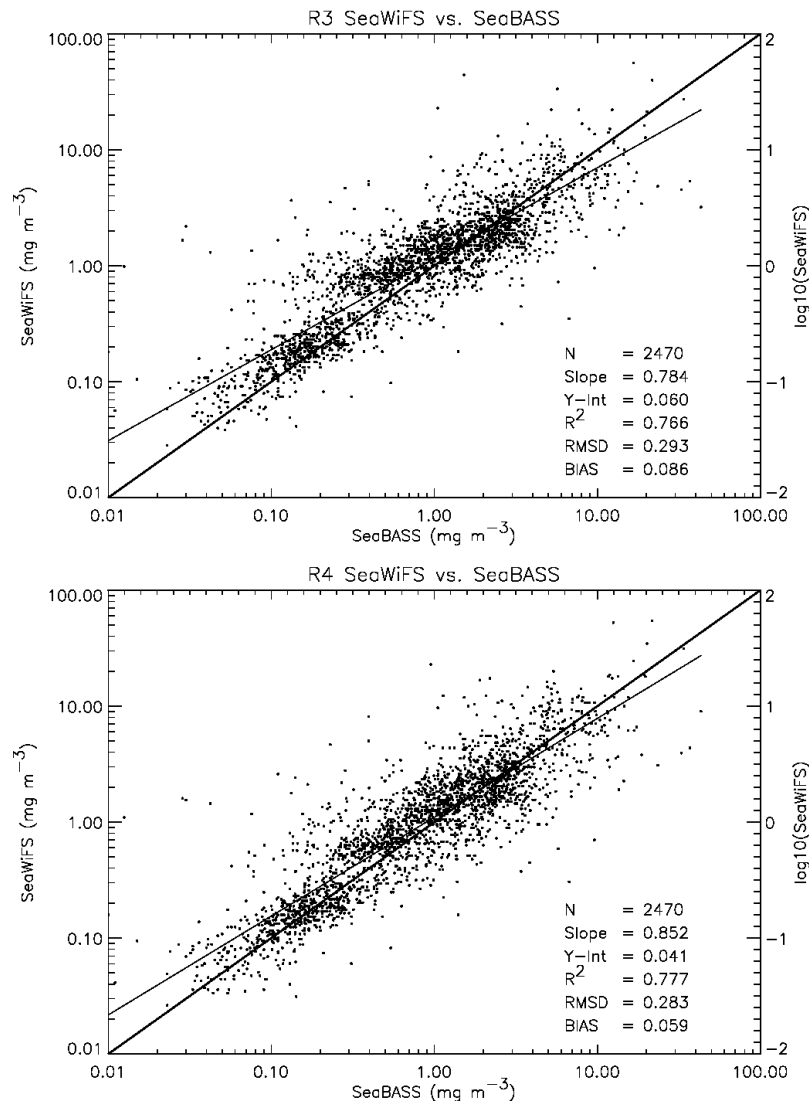 R3 SeaWiFS vs. SeaBASS
100.00
10.00
1.00
0.10
0.01
SeaWiFS (mg m⁻³)
2
1
0
−1
−2
log10(SeaWiFS)
N = 2470
Slope = 0.784
Y−Int = 0.060
R² = 0.766
RMSD = 0.293
BIAS = 0.086
0.01 0.10 1.00 10.00 100.00
SeaBASS (mg m⁻³)
R4 SeaWiFS vs. SeaBASS
100.00
10.00
1.00
0.10
0.01
SeaWiFS (mg m⁻³)
2
1
0
−1
−2
log10(SeaWiFS)
N = 2470
Slope = 0.852
Y−Int = 0.041
R² = 0.777
RMSD = 0.283
BIAS = 0.059
0.01 0.10 1.00 10.00 100.00
SeaBASS (mg m⁻³)